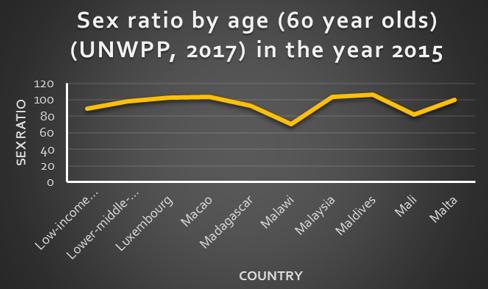 Sex ratio by age (60 year olds)
(UNWPP, 2017) in the year 2015
120
100
80
60
40
20
0
SEX RATIO
Low-income...
Lower-middle-...
Luxembourg
Macao
Madagascar
Malawi
Malaysia
Maldives
Mali
Malta
COUNTRY